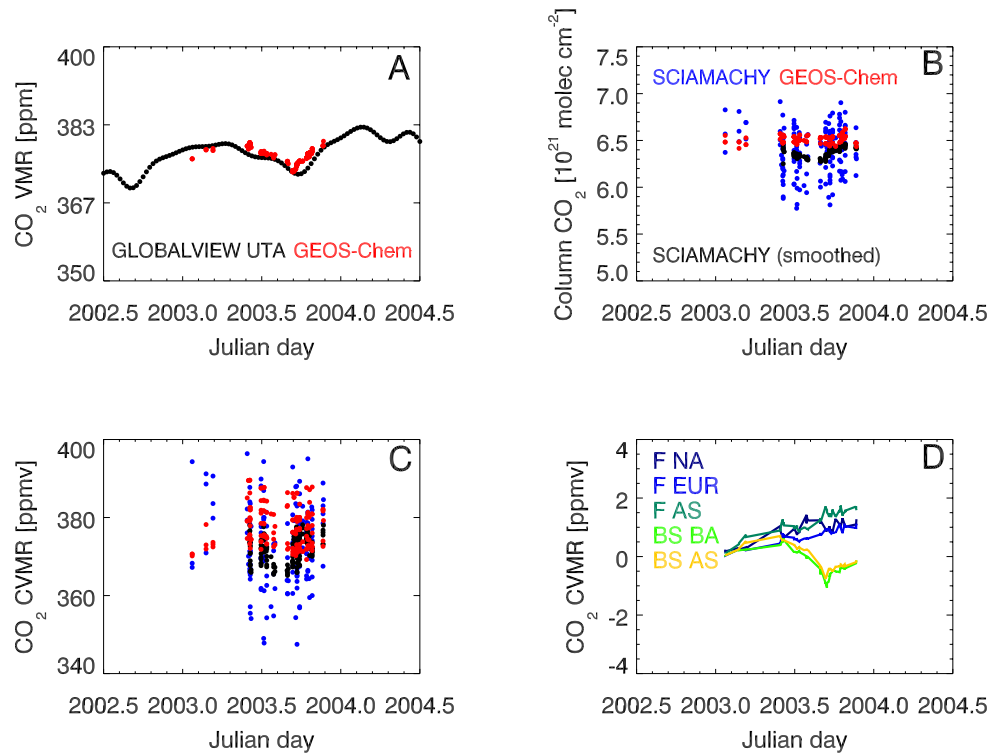 A
CO2 VMR [ppm]
400
383
367
350
GLOBALVIEW UTA GEOS-Chem
2002.5 2003.0 2003.5 2004.0 2004.5
Julian day
B
Column CO2 [10^21 molec cm^-2]
7.5
7.0
6.5
6.0
5.5
5.0
SCIAMACHY GEOS-Chem
SCIAMACHY (smoothed)
2002.5 2003.0 2003.5 2004.0 2004.5
Julian day
C
CO2 CVMR [ppmv]
400
380
360
340
2002.5 2003.0 2003.5 2004.0 2004.5
Julian day
D
CO2 CVMR [ppmv]
4
2
0
-2
-4
F NA
F EUR
F AS
BS BA
BS AS
2002.5 2003.0 2003.5 2004.0 2004.5
Julian day